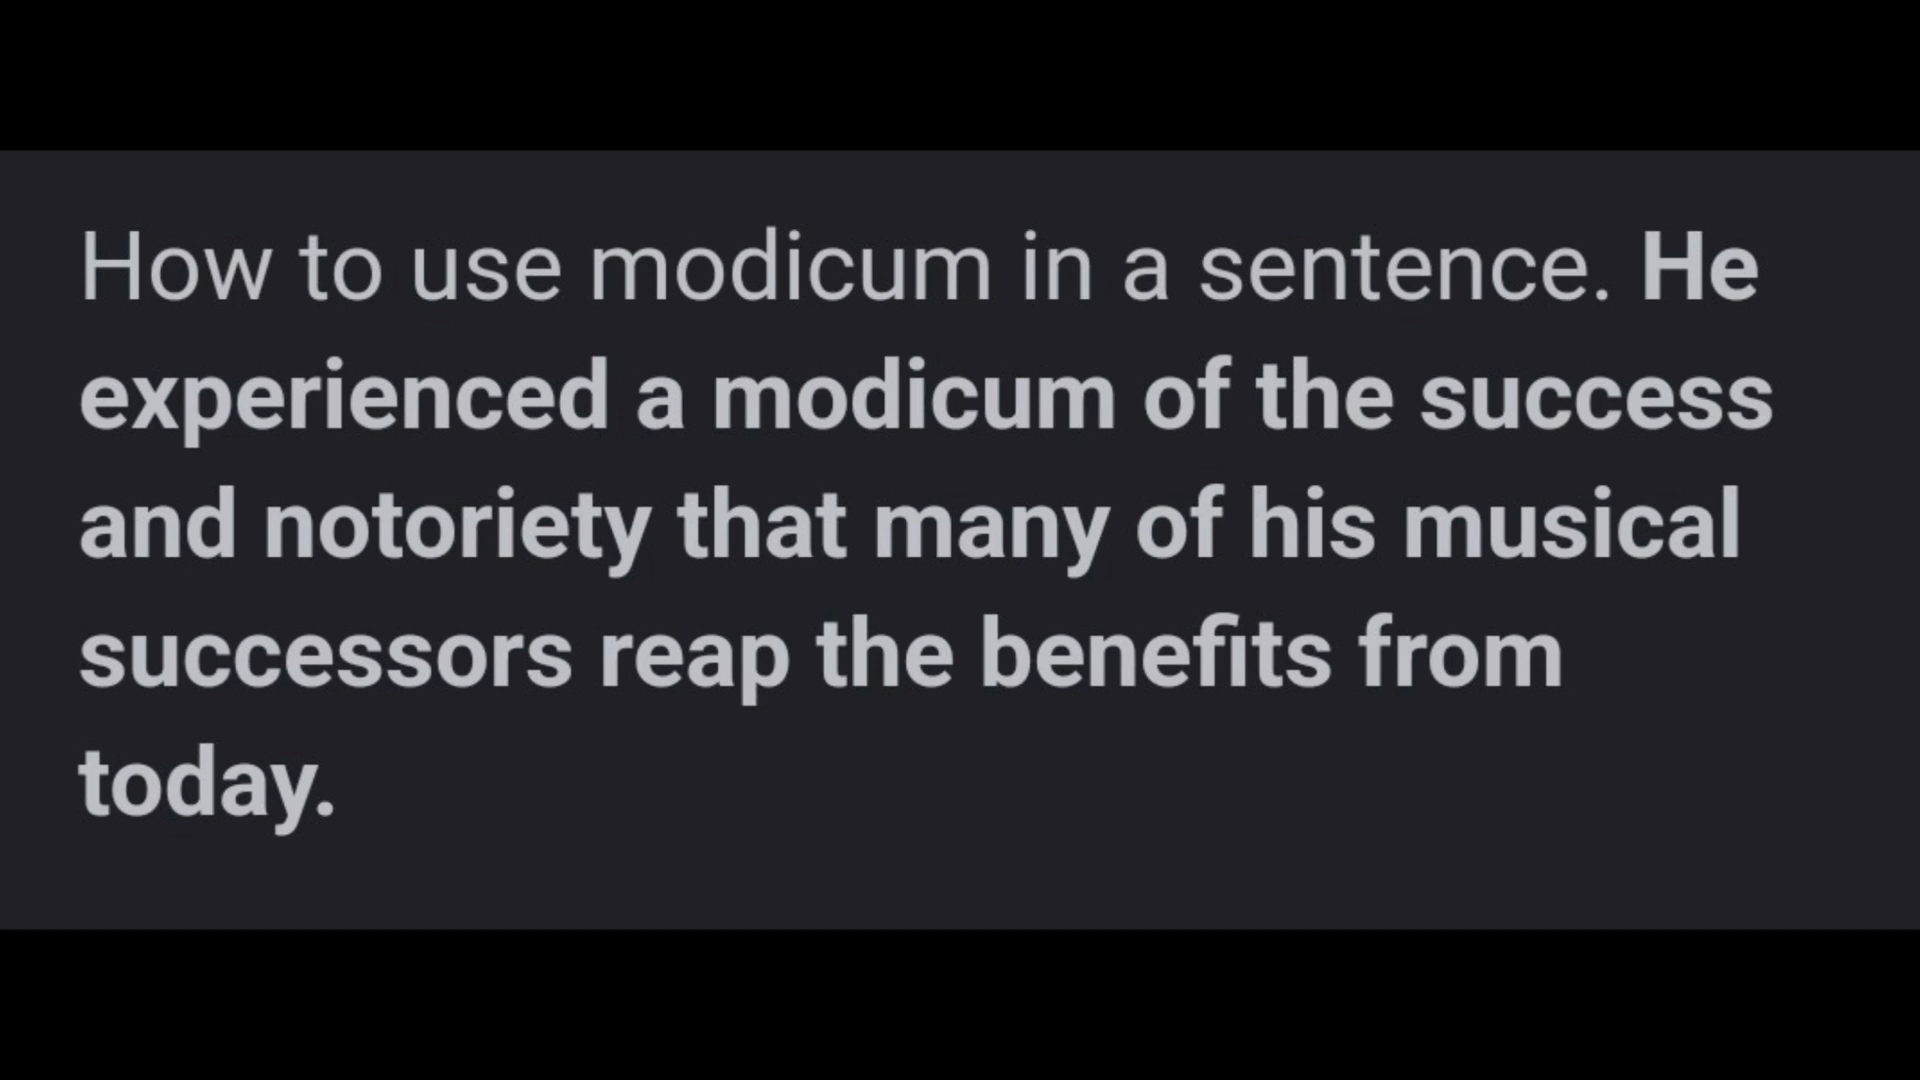 How to use modicum in a sentence. He
experienced a modicum of the success
and notoriety that many of his musical
successors reap the benefits from
today.